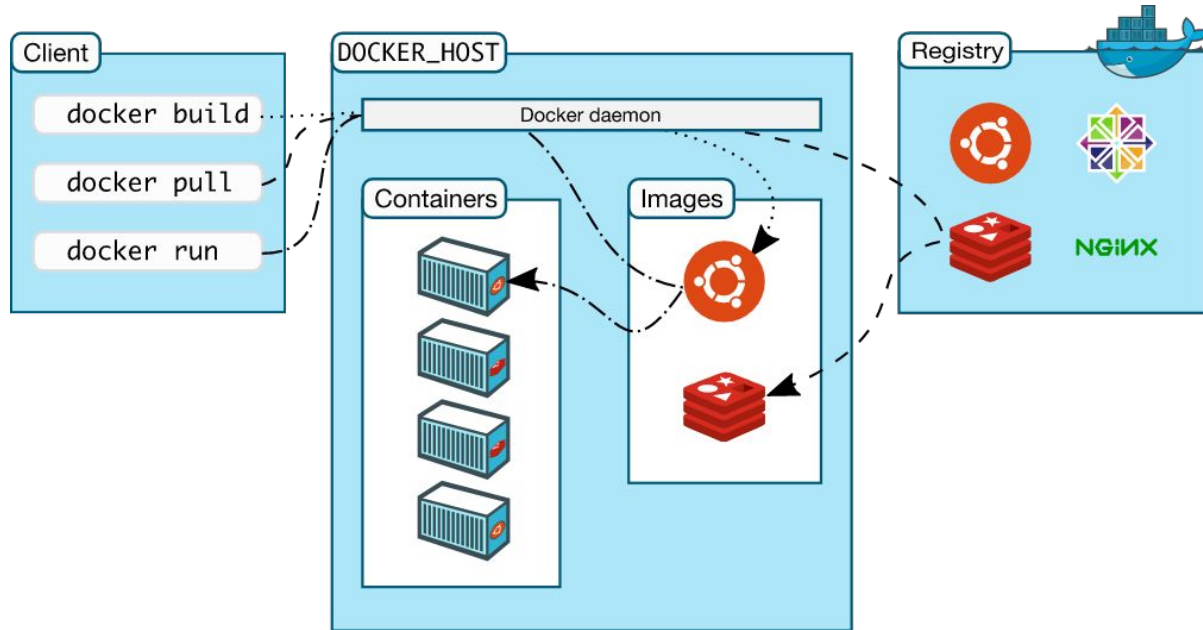 Client
docker build
docker pull
docker run
DOCKER_HOST
Docker daemon
Containers
Images
Registry
NGiNX